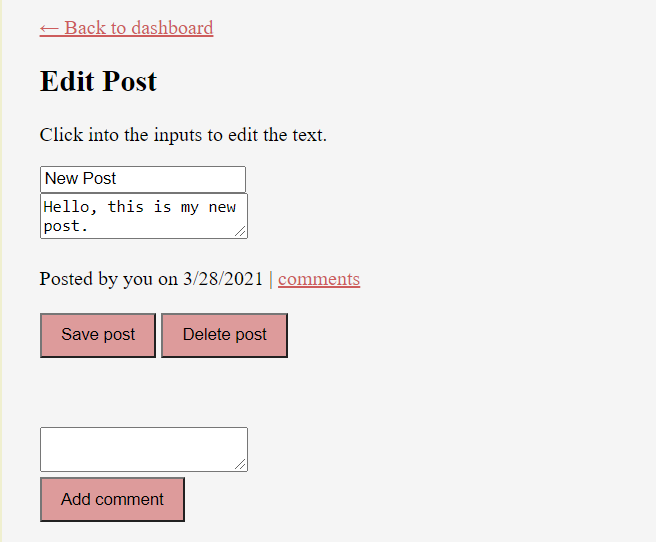 ← Back to dashboard
Edit Post
Click into the inputs to edit the text.
New Post
Hello, this is my new
post.
Posted by you on 3/28/2021 | comments
Save post Delete post
Add comment